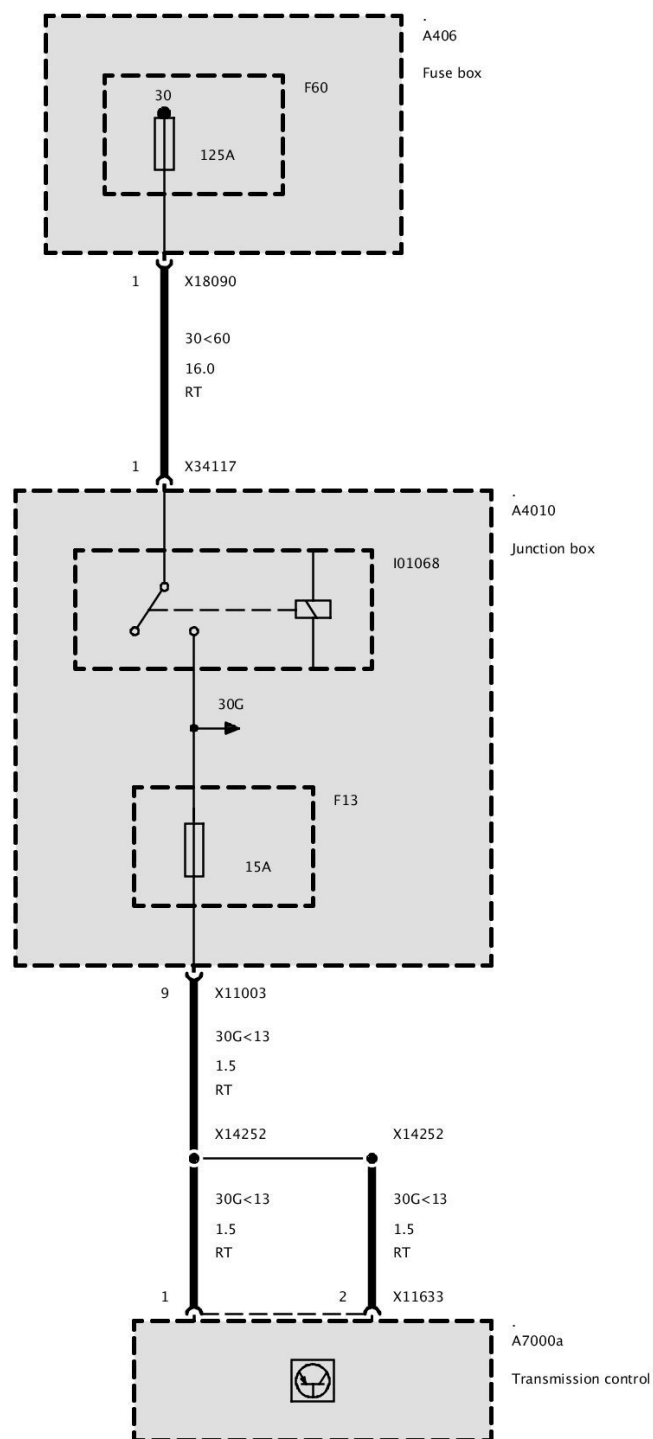 .
A406
Fuse box
F60
30
125A
1 X18090
30<60
16.0
RT
1 X34117
.
A4010
Junction box
I01068
30G
F13
15A
9 X11003
30G<13
1.5
RT
X14252 X14252
30G<13 30G<13
1.5 1.5
RT RT
1 2 X11633
.
A7000a
Transmission control